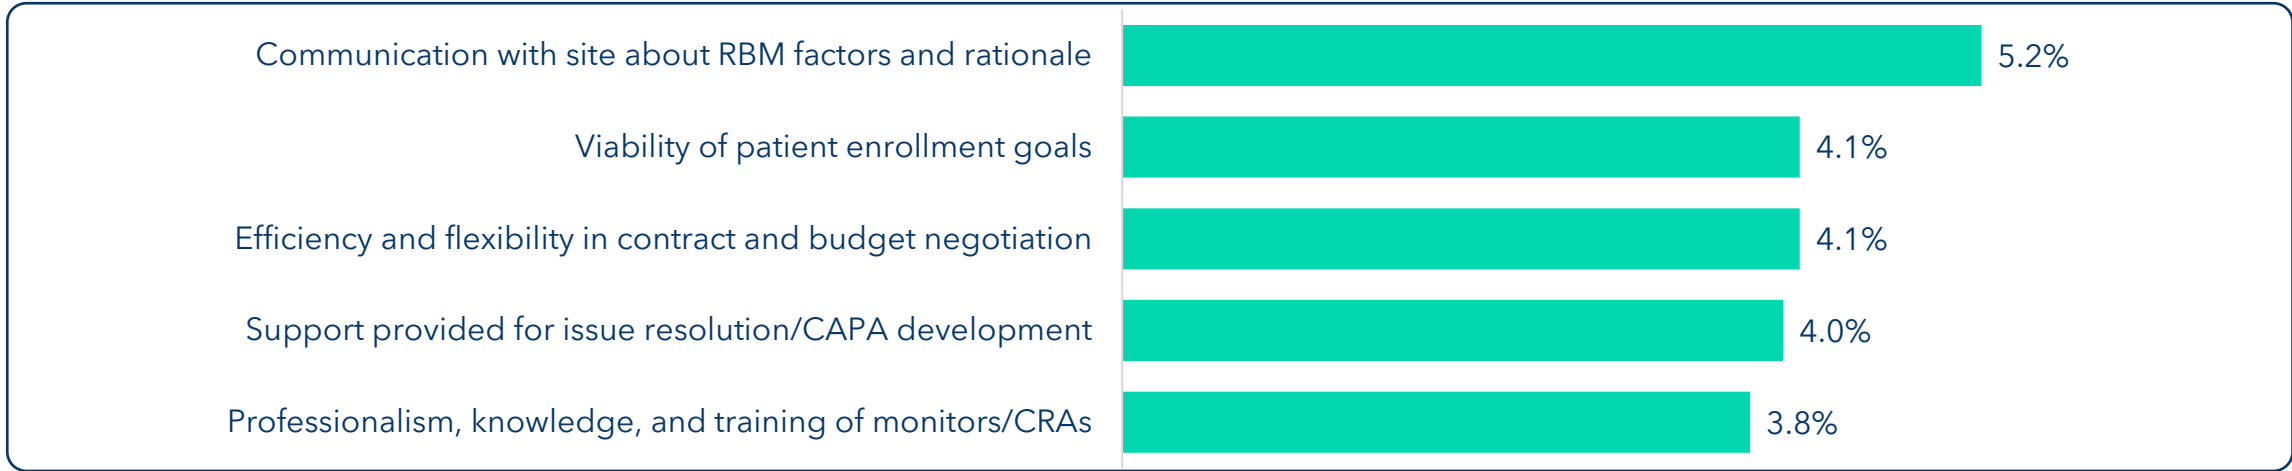 Communication with site about RBM factors and rationale 5.2%
Viability of patient enrollment goals 4.1%
Efficiency and flexibility in contract and budget negotiation 4.1%
Support provided for issue resolution/CAPA development 4.0%
Professionalism, knowledge, and training of monitors/CRAs 3.8%